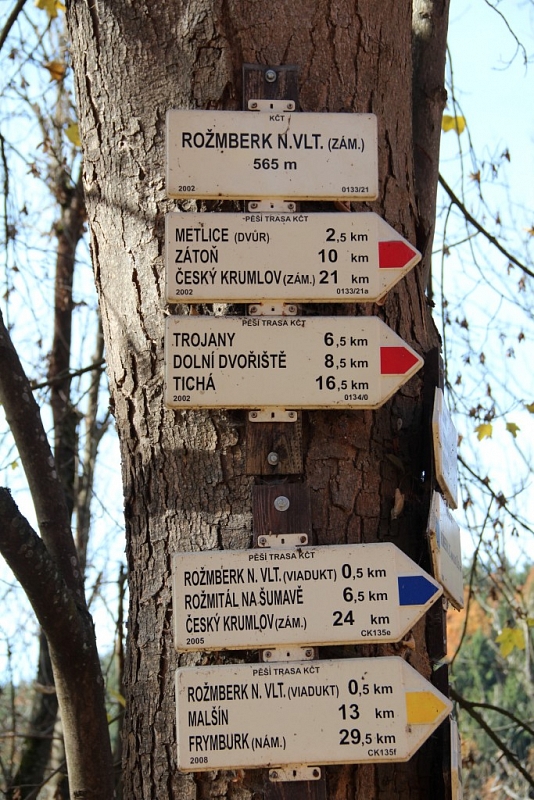 KČT
ROŽMBERK N.VLT. (ZÁM.)
565 m
2002 0133/21
PĚŠÍ TRASA KČT
METLICE (DVŮR) 2,5 km
ZÁTOŇ 10 km
ČESKÝ KRUMLOV (ZÁM.) 21 km
2002 0133/21a
PĚŠÍ TRASA KČT
TROJANY 6,5 km
DOLNÍ DVOŘIŠTĚ 8,5 km
TICHÁ 16,5 km
2002 0134/0
PĚŠÍ TRASA KČT
ROŽMBERK N. VLT. (VIADUKT) 0,5 km
ROŽMITÁL NA ŠUMAVĚ 6,5 km
ČESKÝ KRUMLOV (ZÁM.) 24 km
2005 CK135e
PĚŠÍ TRASA KČT
ROŽMBERK N. VLT. (VIADUKT) 0,5 km
MALŠÍN 13 km
FRYMBURK (NÁM.) 29,5 km
2008 CK135f